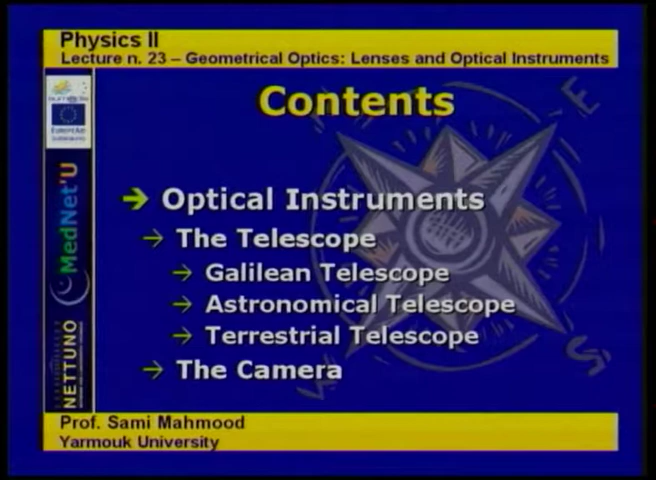 Physics II
Lecture n. 23 – Geometrical Optics: Lenses and Optical Instruments
Contents
Optical Instruments
The Telescope
Galilean Telescope
Astronomical Telescope
Terrestrial Telescope
The Camera
MedNet'U
NETTUNO
E
S
Prof. Sami Mahmood
Yarmouk University